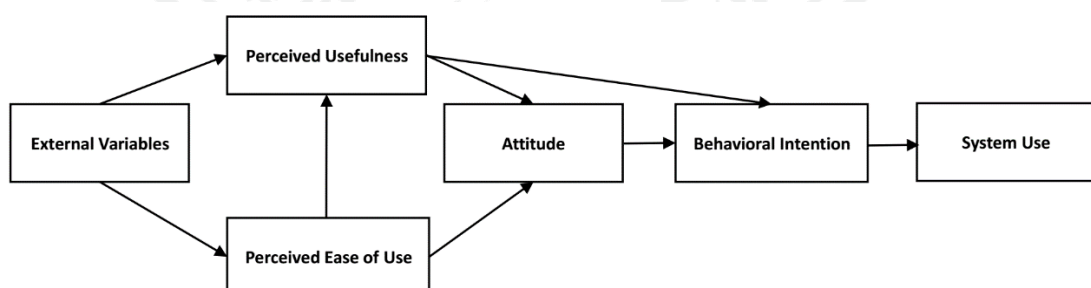 Perceived Usefulness
External Variables
Attitude
Behavioral Intention
System Use
Perceived Ease of Use